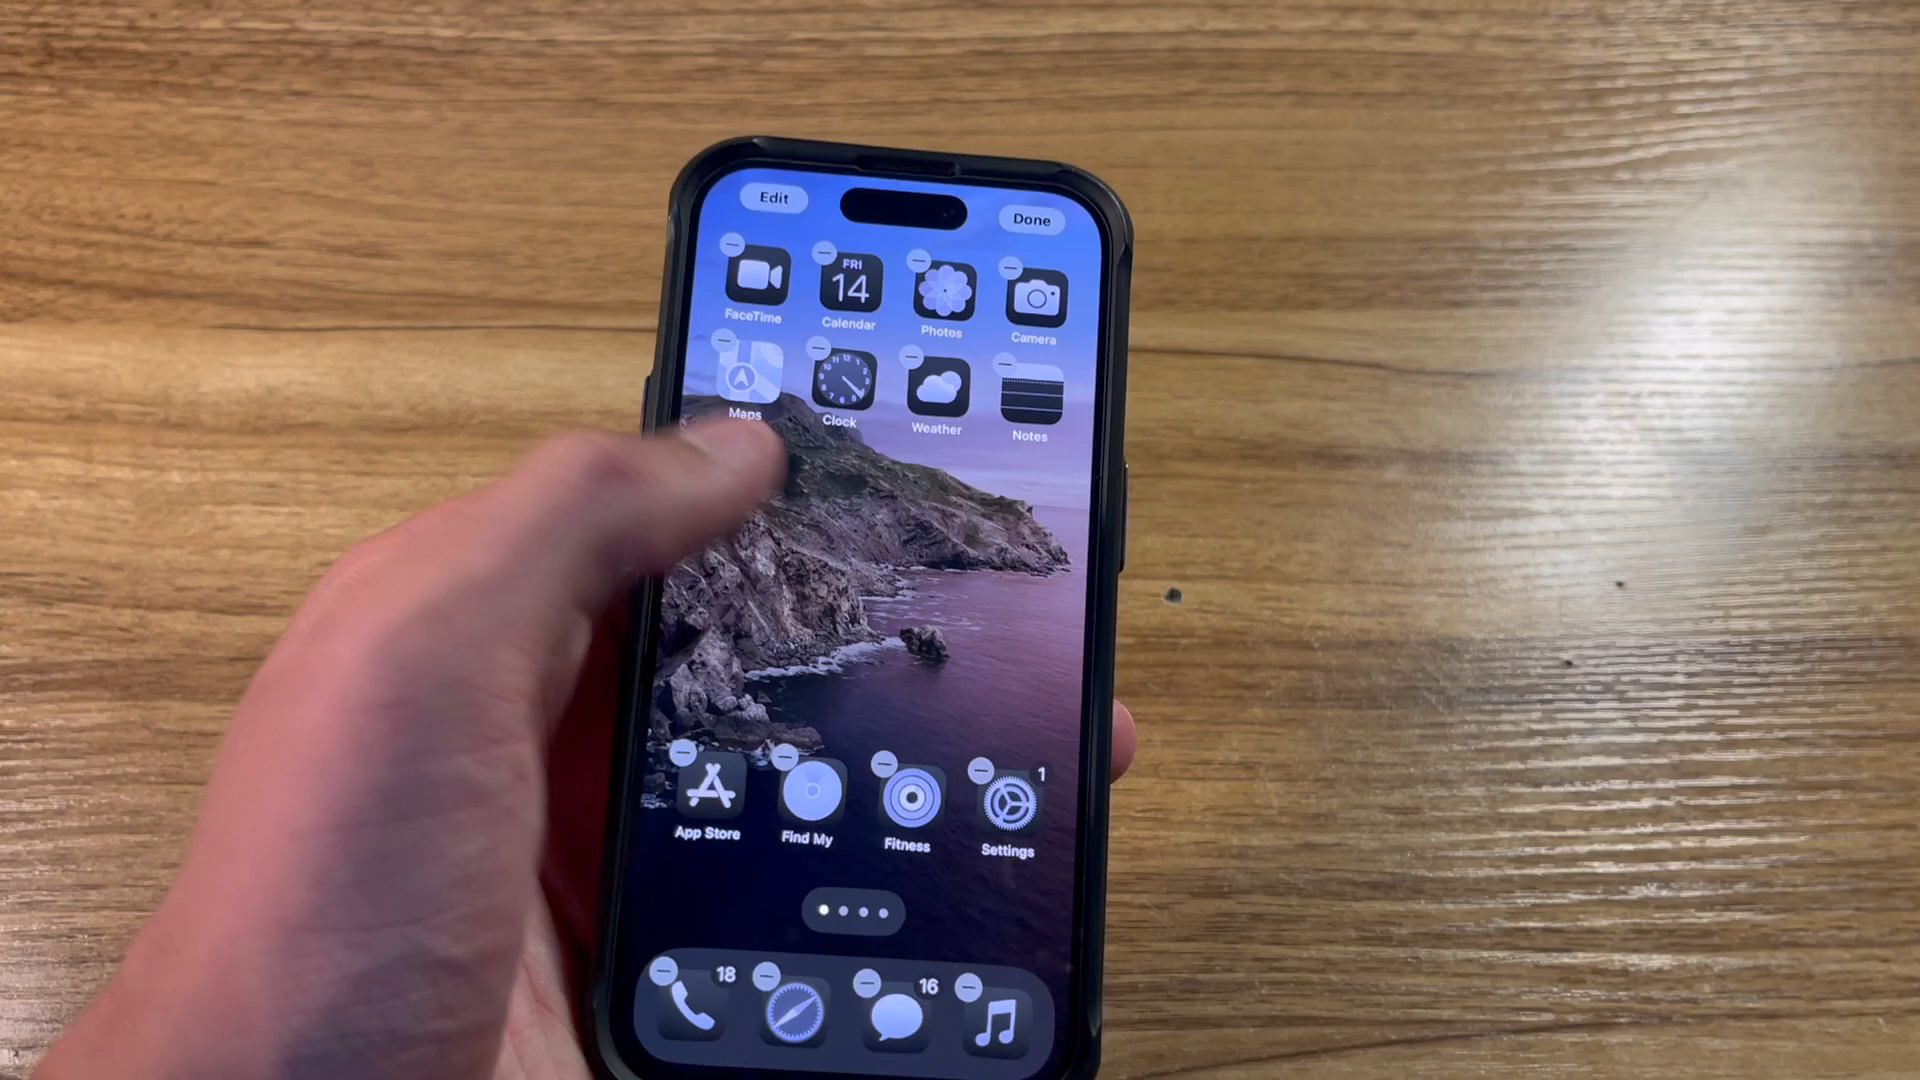 Edit
Done
FRI
14
FaceTime
Calendar
Photos
Camera
Maps
Clock
Weather
Notes
1
App Store
Find My
Fitness
Settings
18
16